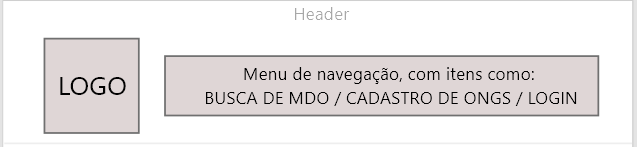 Header
LOGO
Menu de navegação, com itens como:
BUSCA DE MDO / CADASTRO DE ONGS / LOGIN